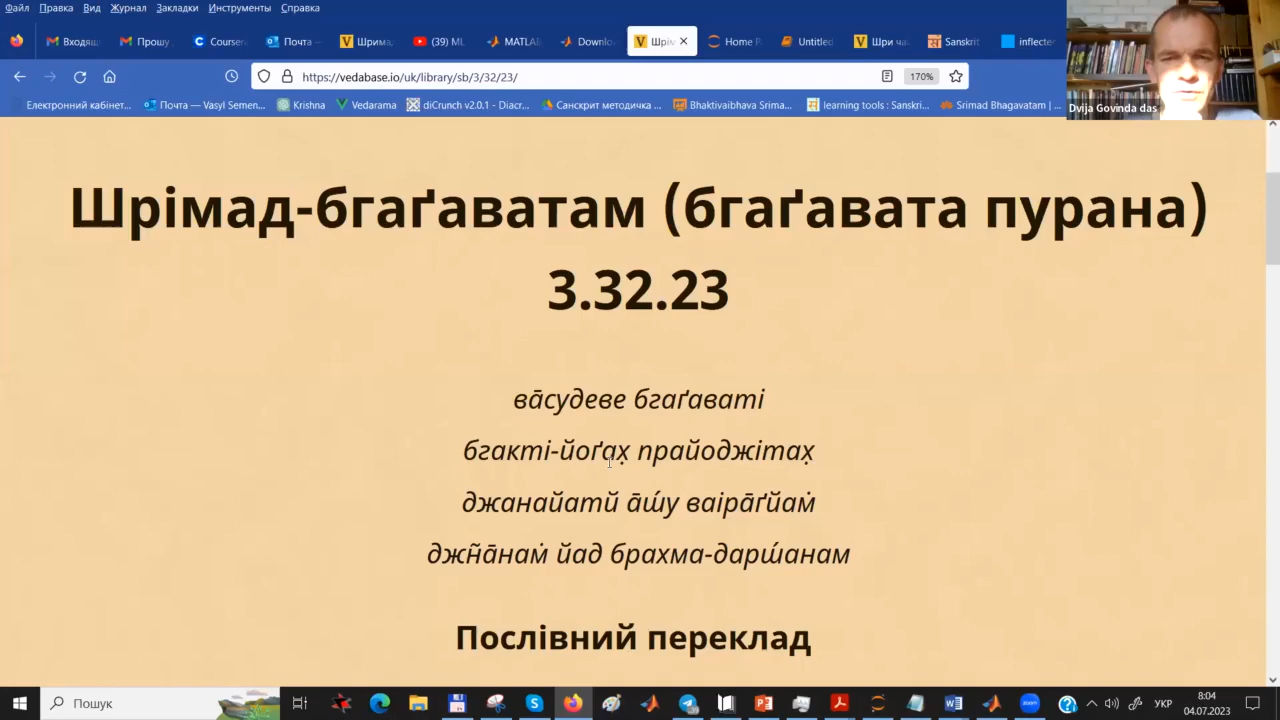 Файл Правка Вид Журнал Закладки Инструменты Справка
Входящ Прошу Courser Почта — Шрима (39) ML MATLAB Downlo Шрім Home Untitled Шри ча Sanskrit inflecter
https://vedabase.io/uk/library/sb/3/32/23/ 170%
Електронний кабінет... Почта — Vasyl Semen... Krishna Vedarama diCrunch v2.0.1 - Diacr... Санскрит методичка ... Bhaktivaibhava Srima... learning tools : Sanskri... Srimad Bhagavatam | ...
Dvija Govinda das
Шрімад-бгаґаватам (бгаґавата пурана)
3.32.23
ва̄судеве бгаґаваті
бгакті-йоґах̣ прайоджітах̣
джанайатй а̄ш́у ваіра̄ґйам̇
джн̃а̄нам̇ йад брахма-дарш́анам
Послівний переклад
Пошук
УКР
8:04
04.07.2023